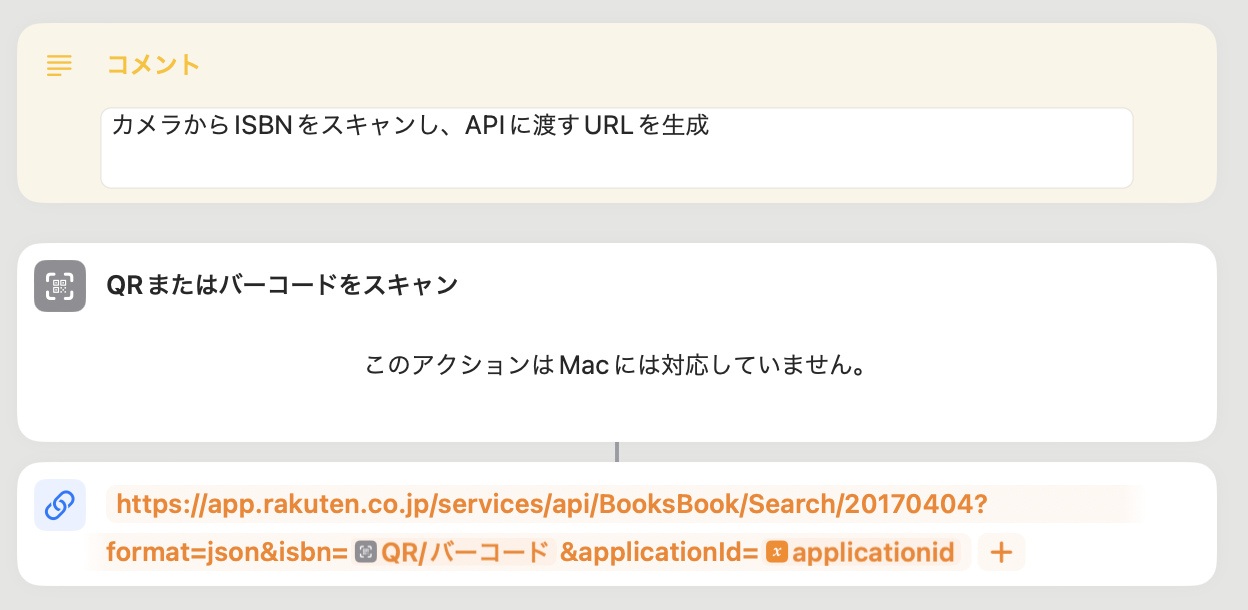 コメント
カメラからISBNをスキャンし、APIに渡すURLを生成
QRまたはバーコードをスキャン
このアクションはMacには対応していません。
https://app.rakuten.co.jp/services/api/BooksBook/Search/20170404?
format=json&isbn= QR/バーコード &applicationId= x applicationid +